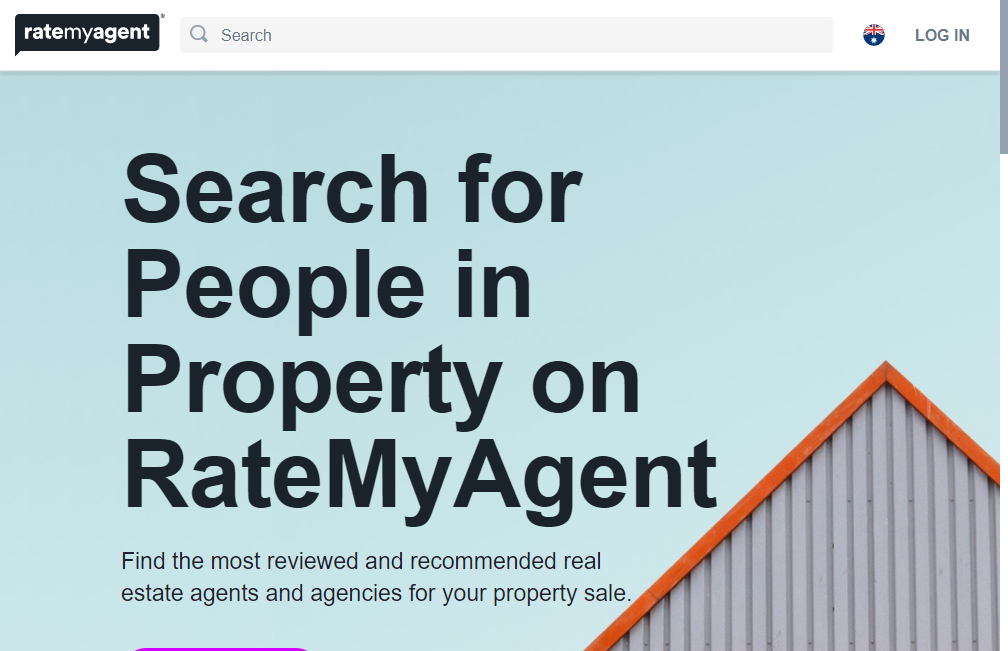 ratemyagent®
Search
LOG IN
Search for
People in
Property on
RateMyAgent
Find the most reviewed and recommended real
estate agents and agencies for your property sale.